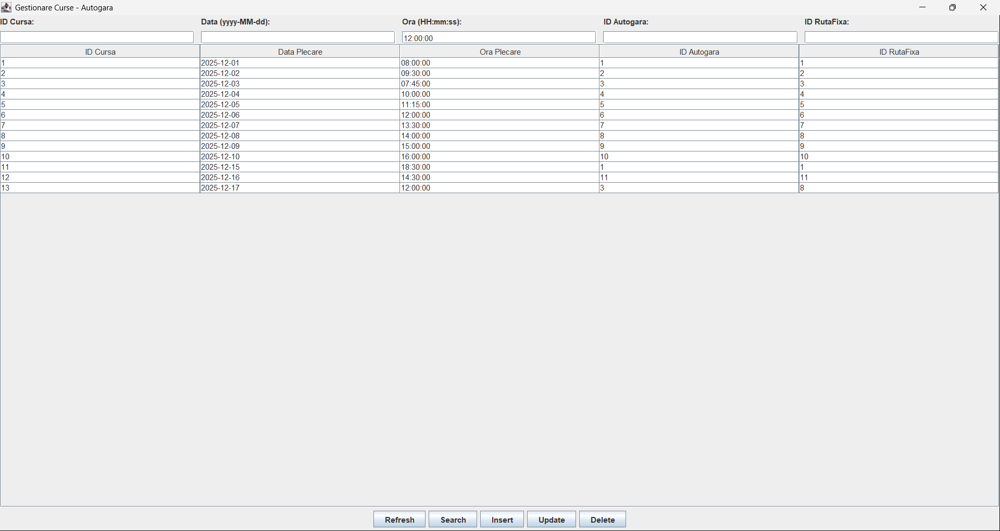 Gestionare Curse - Autogara
ID Cursa: Data (yyyy-MM-dd): Ora (HH:mm:ss): ID Autogara: ID RutaFixa:
12:00:00
ID Cursa Data Plecare Ora Plecare ID Autogara ID RutaFixa
1 2025-12-01 08:00:00 1 1
2 2025-12-02 09:30:00 2 2
3 2025-12-03 07:45:00 3 3
4 2025-12-04 10:00:00 4 4
5 2025-12-05 11:15:00 5 5
6 2025-12-06 12:00:00 6 6
7 2025-12-07 13:30:00 7 7
8 2025-12-08 14:00:00 8 8
9 2025-12-09 15:00:00 9 9
10 2025-12-10 16:00:00 10 10
11 2025-12-15 18:30:00 1 1
12 2025-12-16 14:30:00 11 11
13 2025-12-17 12:00:00 3 8
Refresh Search Insert Update Delete